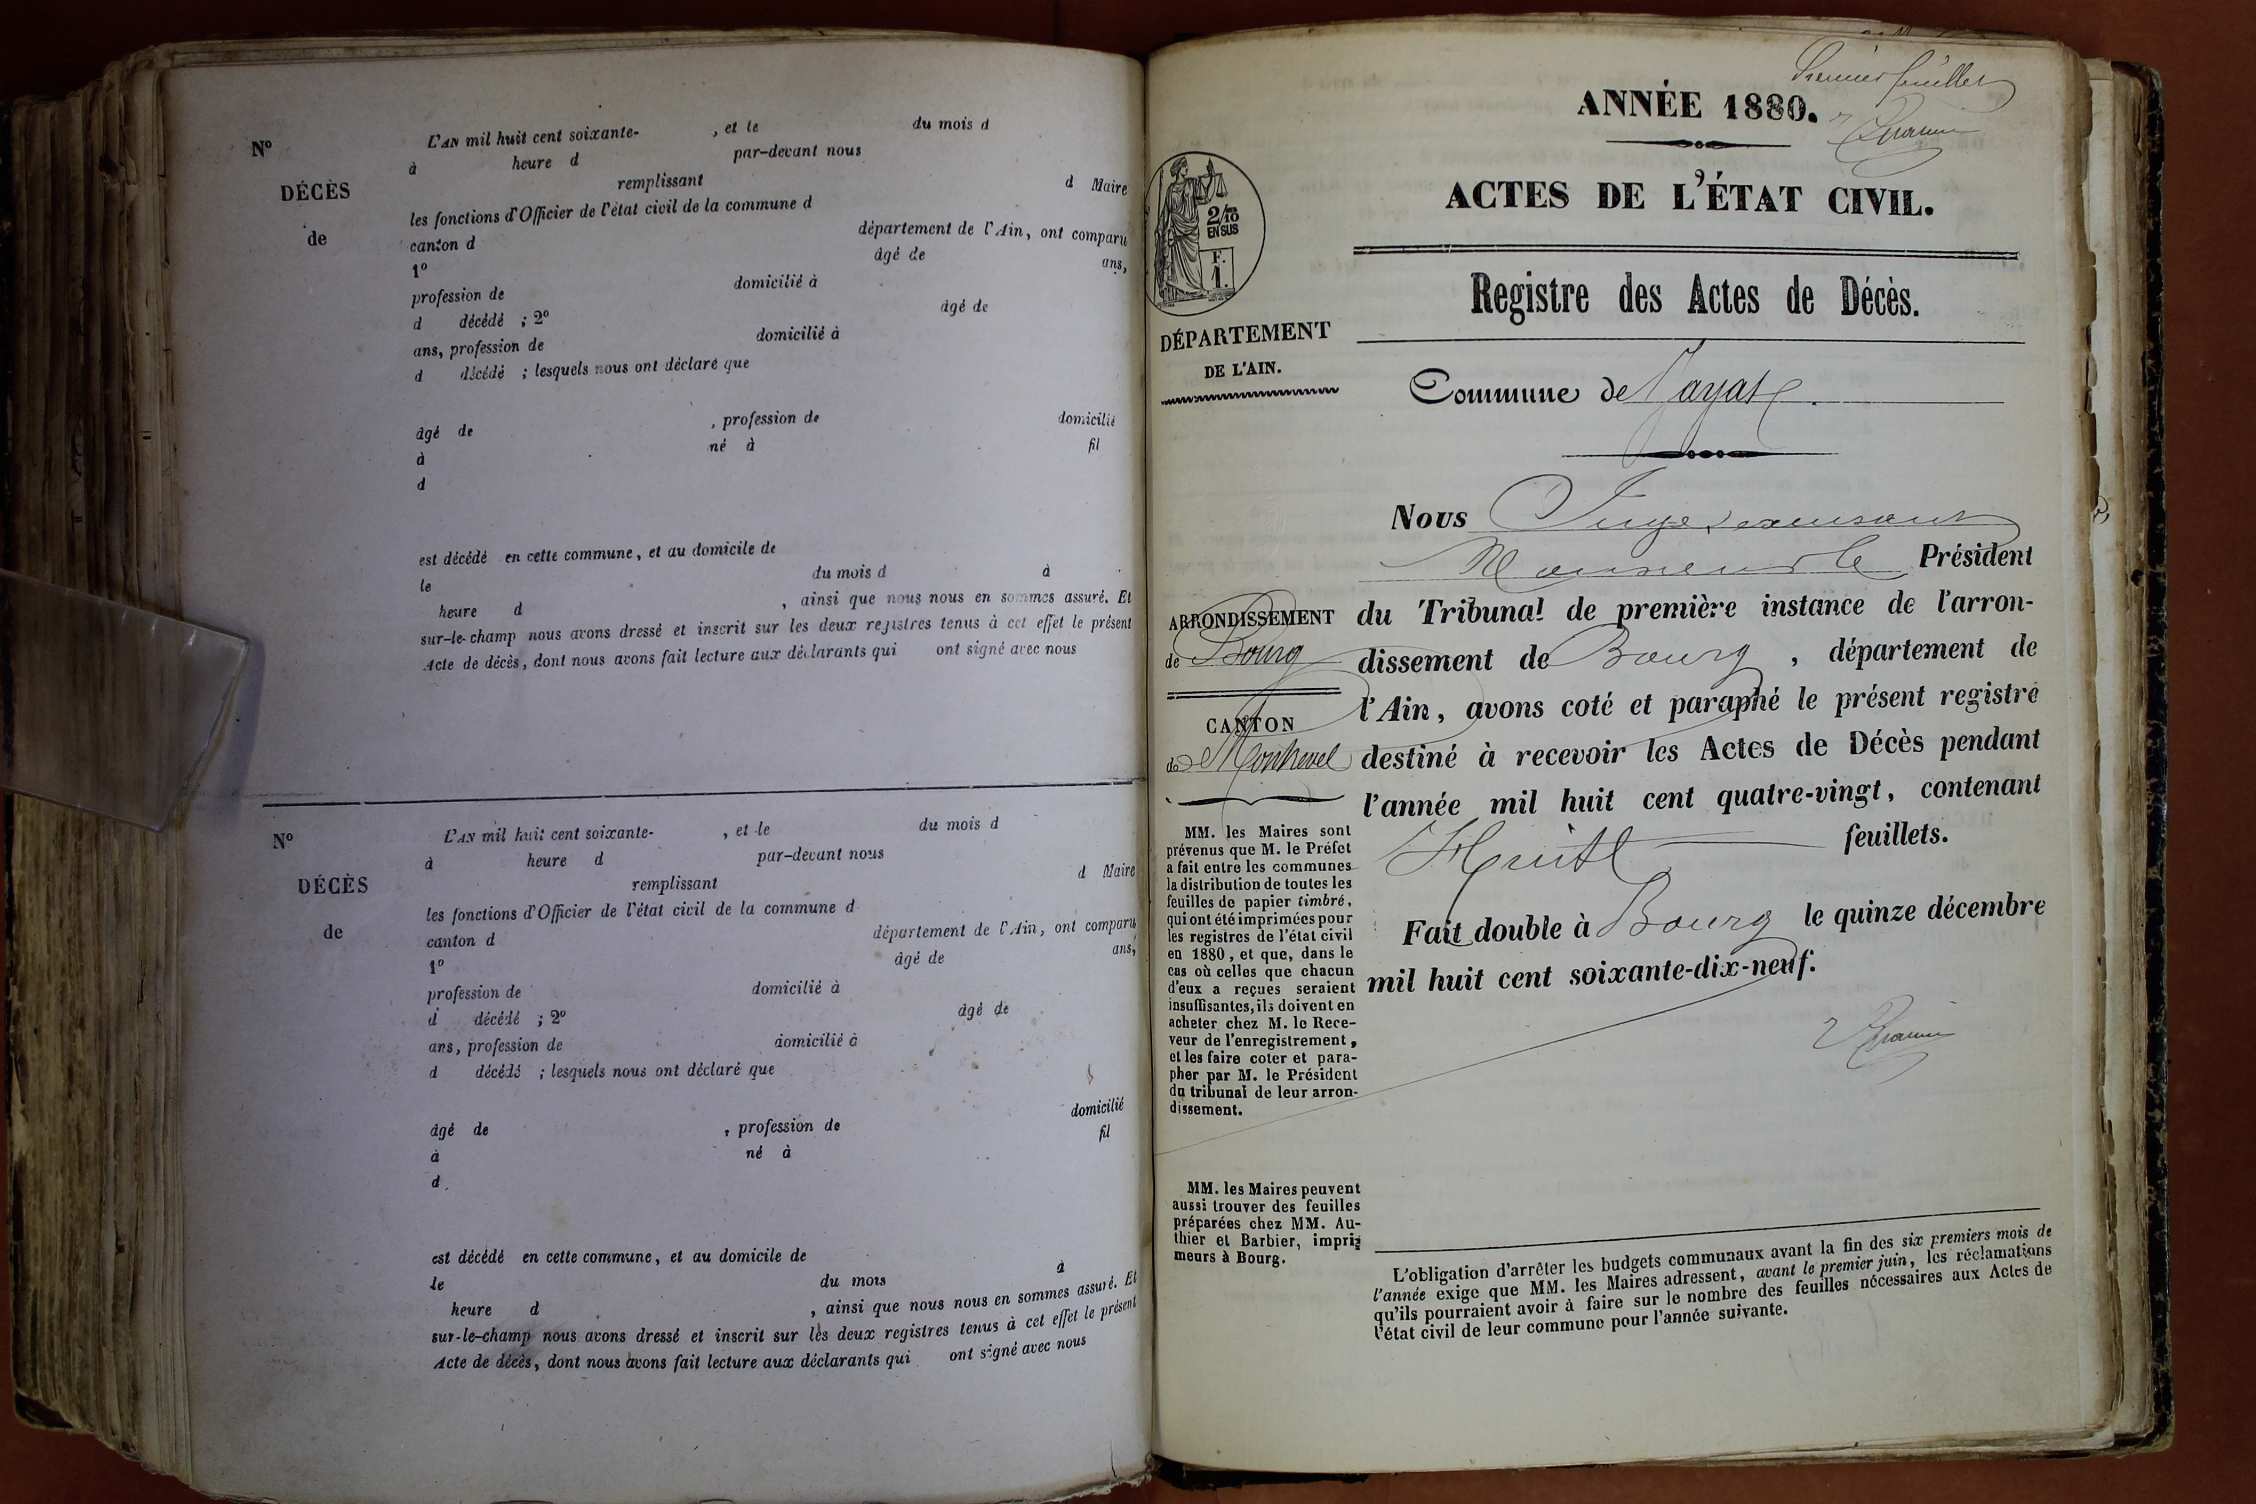 N°
DÉCÈS
de
L'AN mil huit cent soixante- , et le du mois d
à heure d par-devant nous
remplissant d Maire
les fonctions d'Officier de l'état civil de la commune d
canton d département de l'Ain, ont comparu
1° âgé de ans,
profession de domicilié à
d décédé ; 2° âgé de
ans, profession de domicilié à
d décédé ; lesquels nous ont déclaré que
âgé de , profession de domicilié
à né à fil
d
est décédé en cette commune, et au domicile de
le du mois d à
heure d , ainsi que nous nous en sommes assuré. Et
sur-le-champ nous avons dressé et inscrit sur les deux registres tenus à cet effet le présent
Acte de décès, dont nous avons fait lecture aux déclarants qui ont signé avec nous
N°
DÉCÈS
de
L'AN mil huit cent soixante- , et le du mois d
à heure d par-devant nous
remplissant d Maire
les fonctions d'Officier de l'état civil de la commune d
canton d département de l'Ain, ont comparu
1° âgé de ans,
profession de domicilié à
d décédé ; 2° âgé de
ans, profession de domicilié à
d décédé ; lesquels nous ont déclaré que
âgé de , profession de domicilié
à né à fil
d
est décédé en cette commune, et au domicile de
le du mois à
heure d , ainsi que nous nous en sommes assuré. Et
sur-le-champ nous avons dressé et inscrit sur les deux registres tenus à cet effet le présent
Acte de décès, dont nous avons fait lecture aux déclarants qui ont signé avec nous
Premier feuillet
ANNÉE 1880.
ACTES DE L'ÉTAT CIVIL.
2/10
EN SUS
F.
1.
Registre des Actes de Décès.
DÉPARTEMENT
DE L'AIN.
Commune de Jayat.
Nous Juge, excusant
Monsieur le Président
du Tribunal de première instance de l'arron-
dissement de Bourg, département de
l'Ain, avons coté et paraphé le présent registre
destiné à recevoir les Actes de Décès pendant
l'année mil huit cent quatre-vingt, contenant
Huit feuillets.
Fait double à Bourg le quinze décembre
mil huit cent soixante-dix-neuf.
ARRONDISSEMENT
de Bourg
CANTON
de Montrevel
MM. les Maires sont
prévenus que M. le Préfet
a fait entre les communes
la distribution de toutes les
feuilles de papier timbré,
qui ont été imprimées pour
les registres de l'état civil
en 1880, et que, dans le
cas où celles que chacun
d'eux a reçues seraient
insuffisantes, ils doivent en
acheter chez M. le Rece-
veur de l'enregistrement,
et les faire coter et para-
pher par M. le Président
du tribunal de leur arron-
dissement.
MM. les Maires peuvent
aussi trouver des feuilles
préparées chez MM. Au-
thier et Barbier, impri-
meurs à Bourg.
L'obligation d'arrêter les budgets communaux avant la fin des six premiers mois de
l'année exige que MM. les Maires adressent, avant le premier juin, les réclamations
qu'ils pourraient avoir à faire sur le nombre des feuilles nécessaires aux Actes de
l'état civil de leur commune pour l'année suivante.